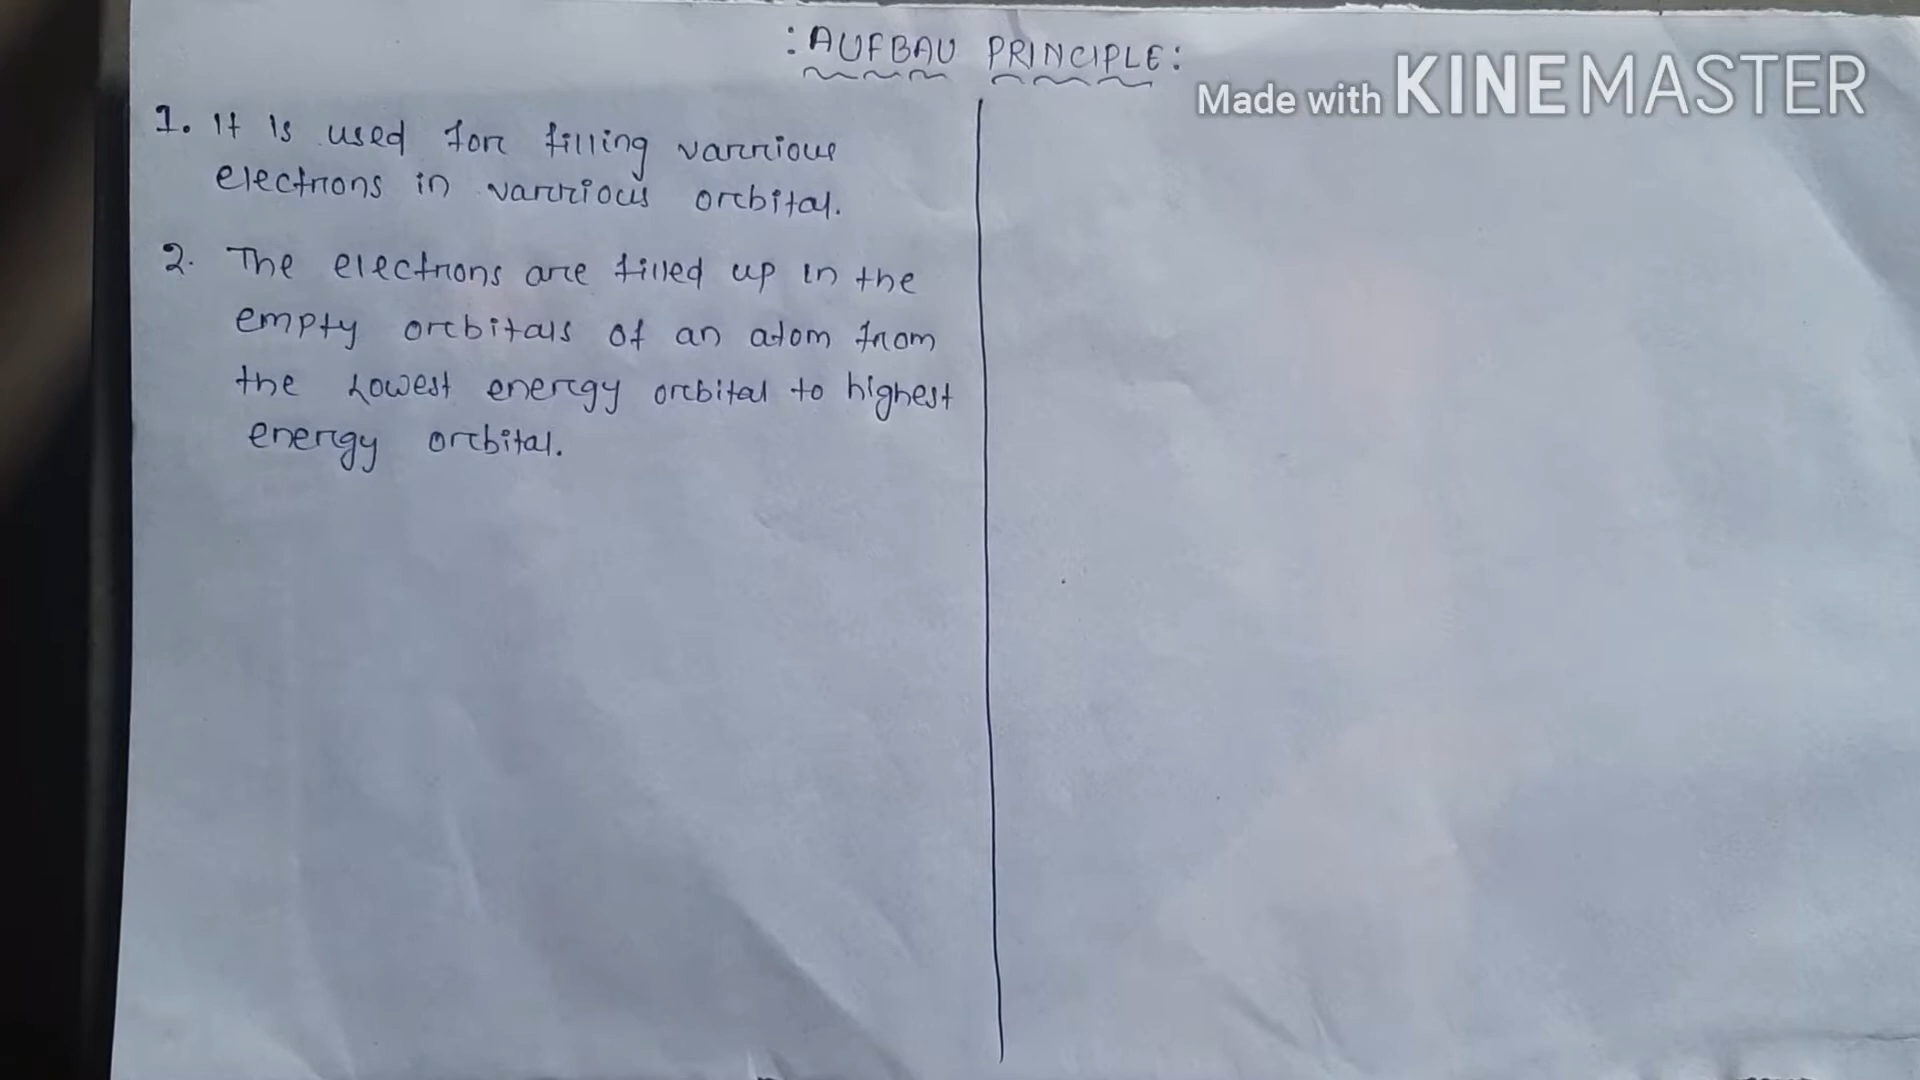 : AUFBAU PRINCIPLE :
Made with KINEMASTER
1. It is used for filling varrious
electrons in varrious orbital.
2. The electrons are filled up in the
empty orbitals of an atom from
the Lowest energy orbital to highest
energy orbital.